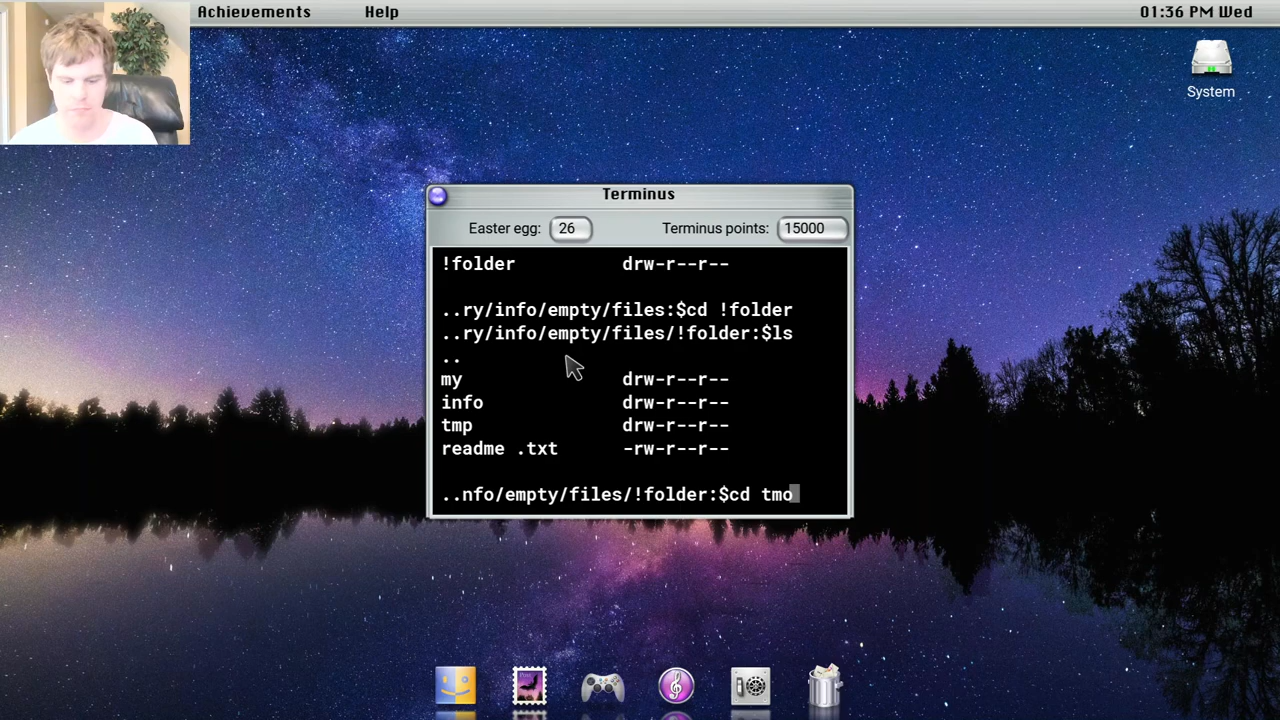 Achievements Help 01:36 PM Wed
System
Terminus
Easter egg: 26 Terminus points: 15000
!folder drw-r--r--
..ry/info/empty/files:$cd !folder
..ry/info/empty/files/!folder:$ls
..
my drw-r--r--
info drw-r--r--
tmp drw-r--r--
readme .txt -rw-r--r--
..nfo/empty/files/!folder:$cd tmo